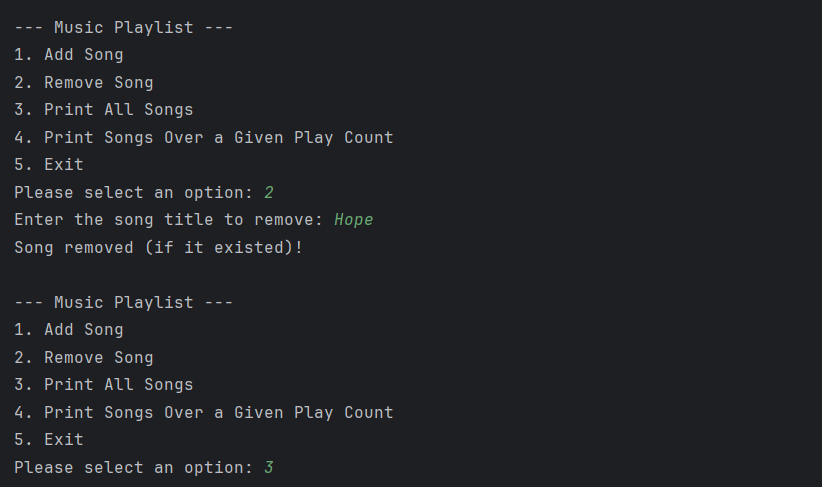 --- Music Playlist ---
1. Add Song
2. Remove Song
3. Print All Songs
4. Print Songs Over a Given Play Count
5. Exit
Please select an option: 2
Enter the song title to remove: Hope
Song removed (if it existed)!
--- Music Playlist ---
1. Add Song
2. Remove Song
3. Print All Songs
4. Print Songs Over a Given Play Count
5. Exit
Please select an option: 3